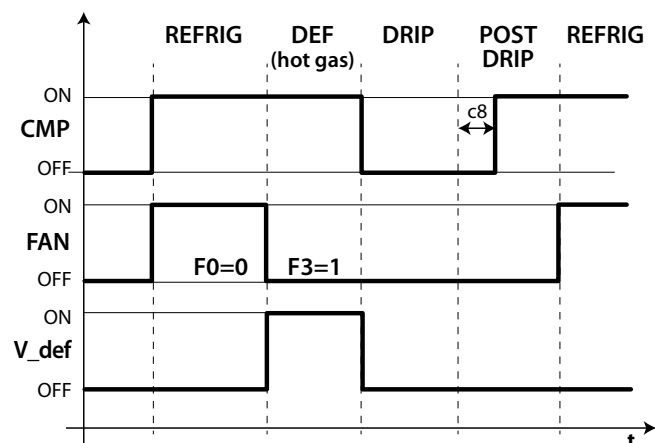 REFRIG DEF DRIP POST REFRIG
(hot gas) DRIP
ON
c8
CMP
OFF
ON
FAN
F0=0 F3=1
OFF
ON
V_def
OFF
t